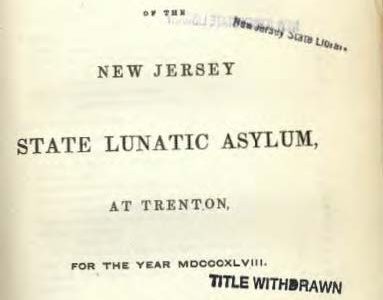 OF THE
New Jersey State Library
NEW JERSEY
STATE LUNATIC ASYLUM,
AT TRENTON,
FOR THE YEAR MDCCCXLVIII.
TITLE WITHDRAWN